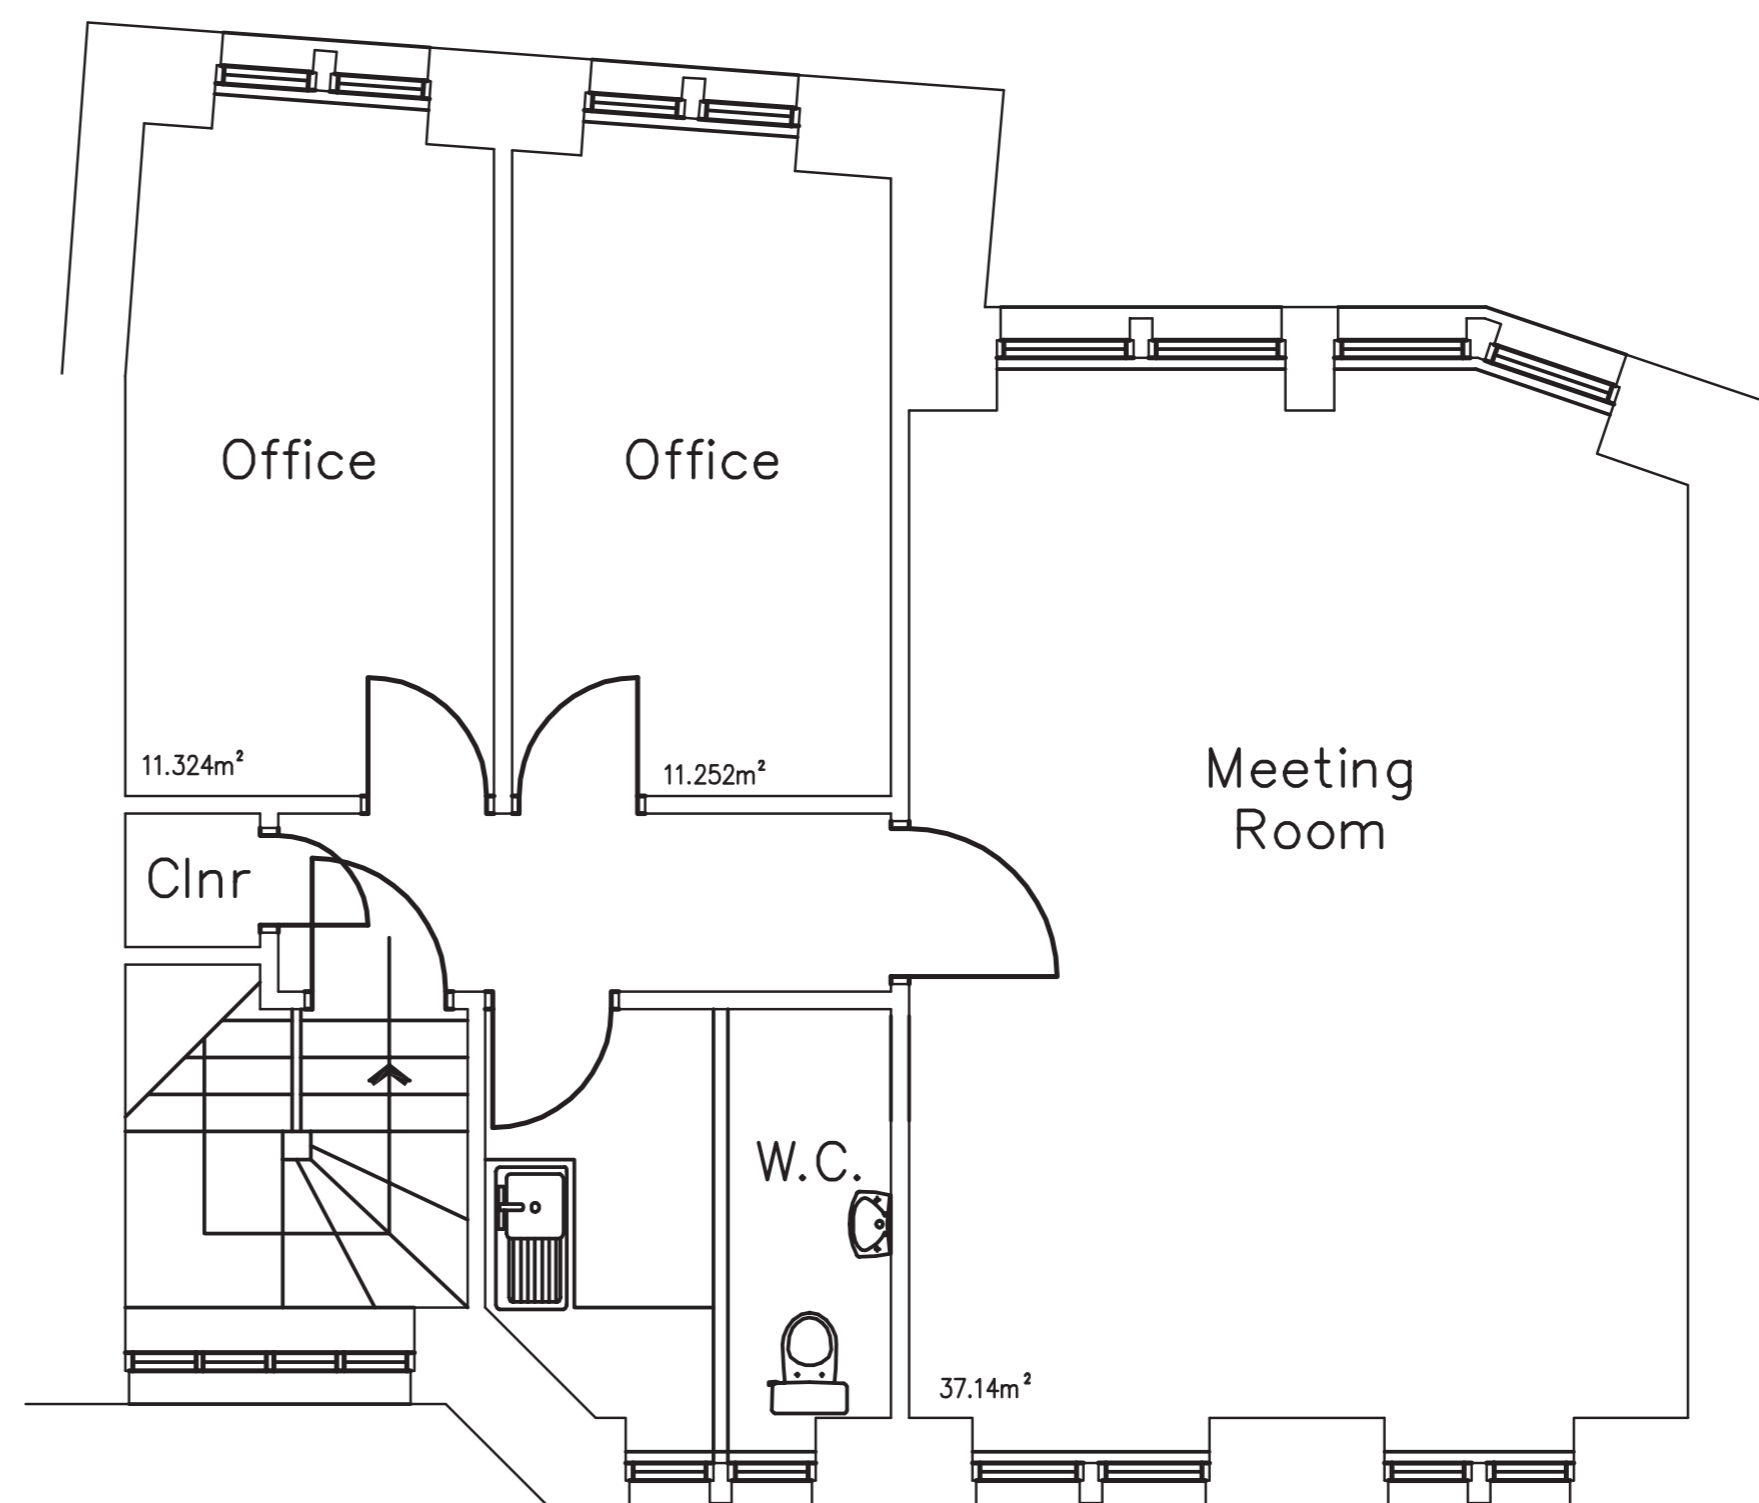 Office
Office
11.324m²
11.252m²
Meeting
Room
Clnr
W.C.
37.14m²